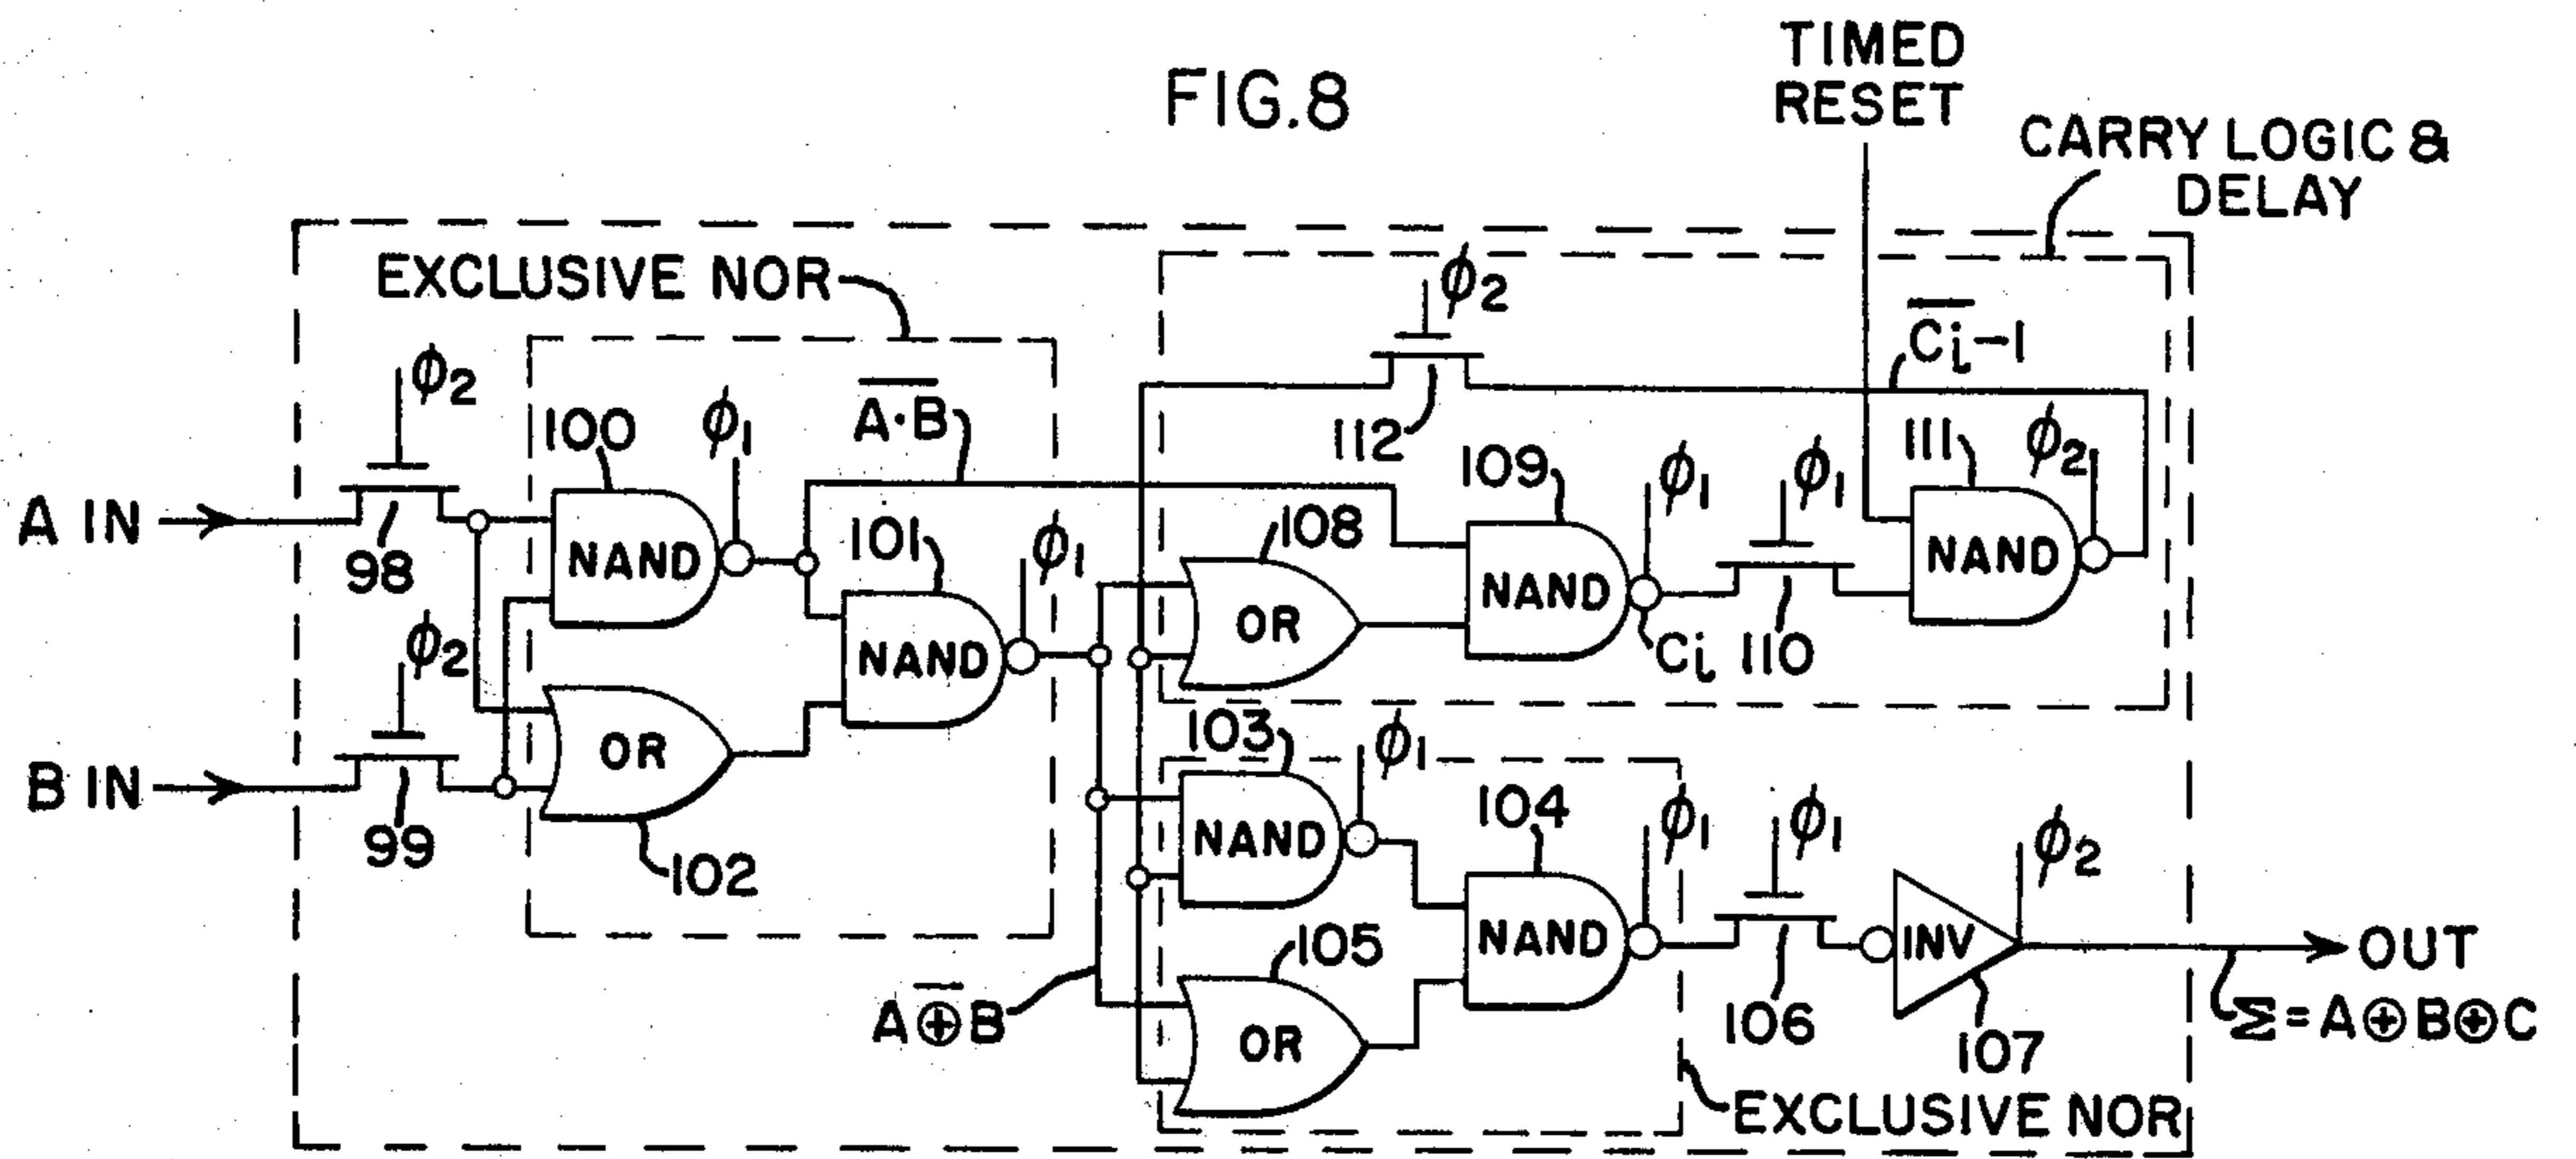 FIG.8
TIMED
RESET
CARRY LOGIC &
DELAY
EXCLUSIVE NOR
ϕ2
C̅i̅-1
ϕ2
100
ϕ1
A̅·̅B̅
112
109
ϕ1
ϕ1
111
ϕ2
A IN
98
NAND
101
ϕ1
108
NAND
NAND
OR
Ci
110
ϕ2
NAND
B IN
99
OR
102
103
ϕ1
NAND
104
ϕ1
ϕ1
ϕ2
NAND
INV
OUT
105
A⊕̅B
OR
106
107
Σ=A⊕B⊕C
EXCLUSIVE NOR